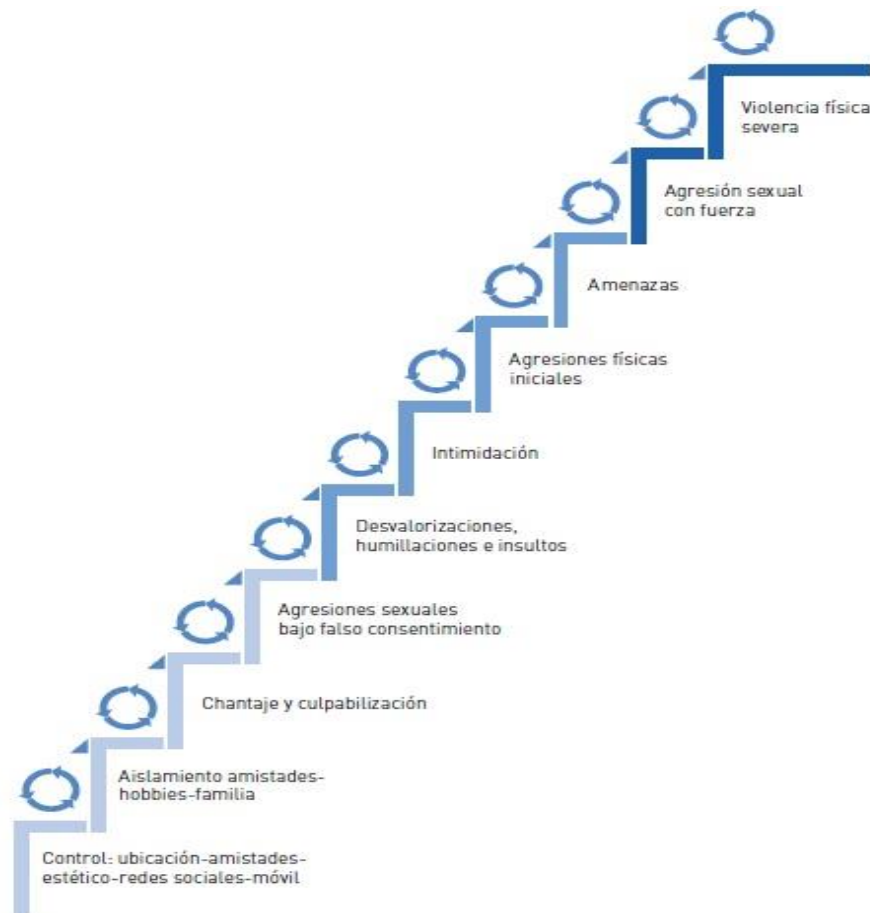 Violencia física
severa
Agresión sexual
con fuerza
Amenazas
Agresiones físicas
iniciales
Intimidación
Desvalorizaciones,
humillaciones e insultos
Agresiones sexuales
bajo falso consentimiento
Chantaje y culpabilización
Aislamiento amistades-
hobbies-familia
Control: ubicación-amistades-
estético-redes sociales-móvil